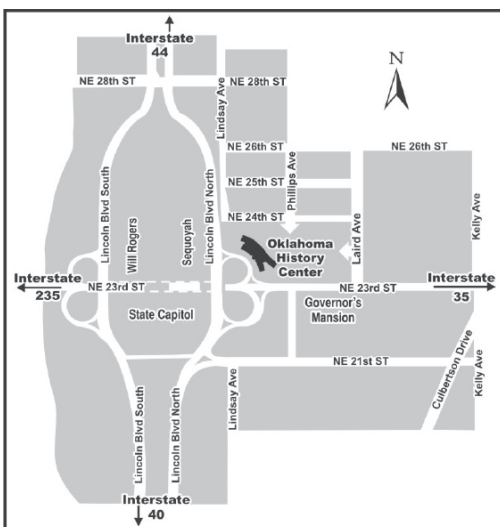 Interstate
44
N
NE 28th ST
NE 28th ST
Lindsay Ave
NE 26th ST
NE 26th ST
Phillips Ave
NE 25th ST
NE 24th ST
Lincoln Blvd South
Will Rogers
Sequoyah
Lincoln Blvd North
Oklahoma
History
Center
Laird Ave
Kelly Ave
Interstate
235
NE 23rd ST
NE 23rd ST
Interstate
35
State Capitol
Governor's
Mansion
NE 21st ST
Culbertson Drive
Kelly Ave
Lindsay Ave
Lincoln Blvd South
Lincoln Blvd North
Interstate
40